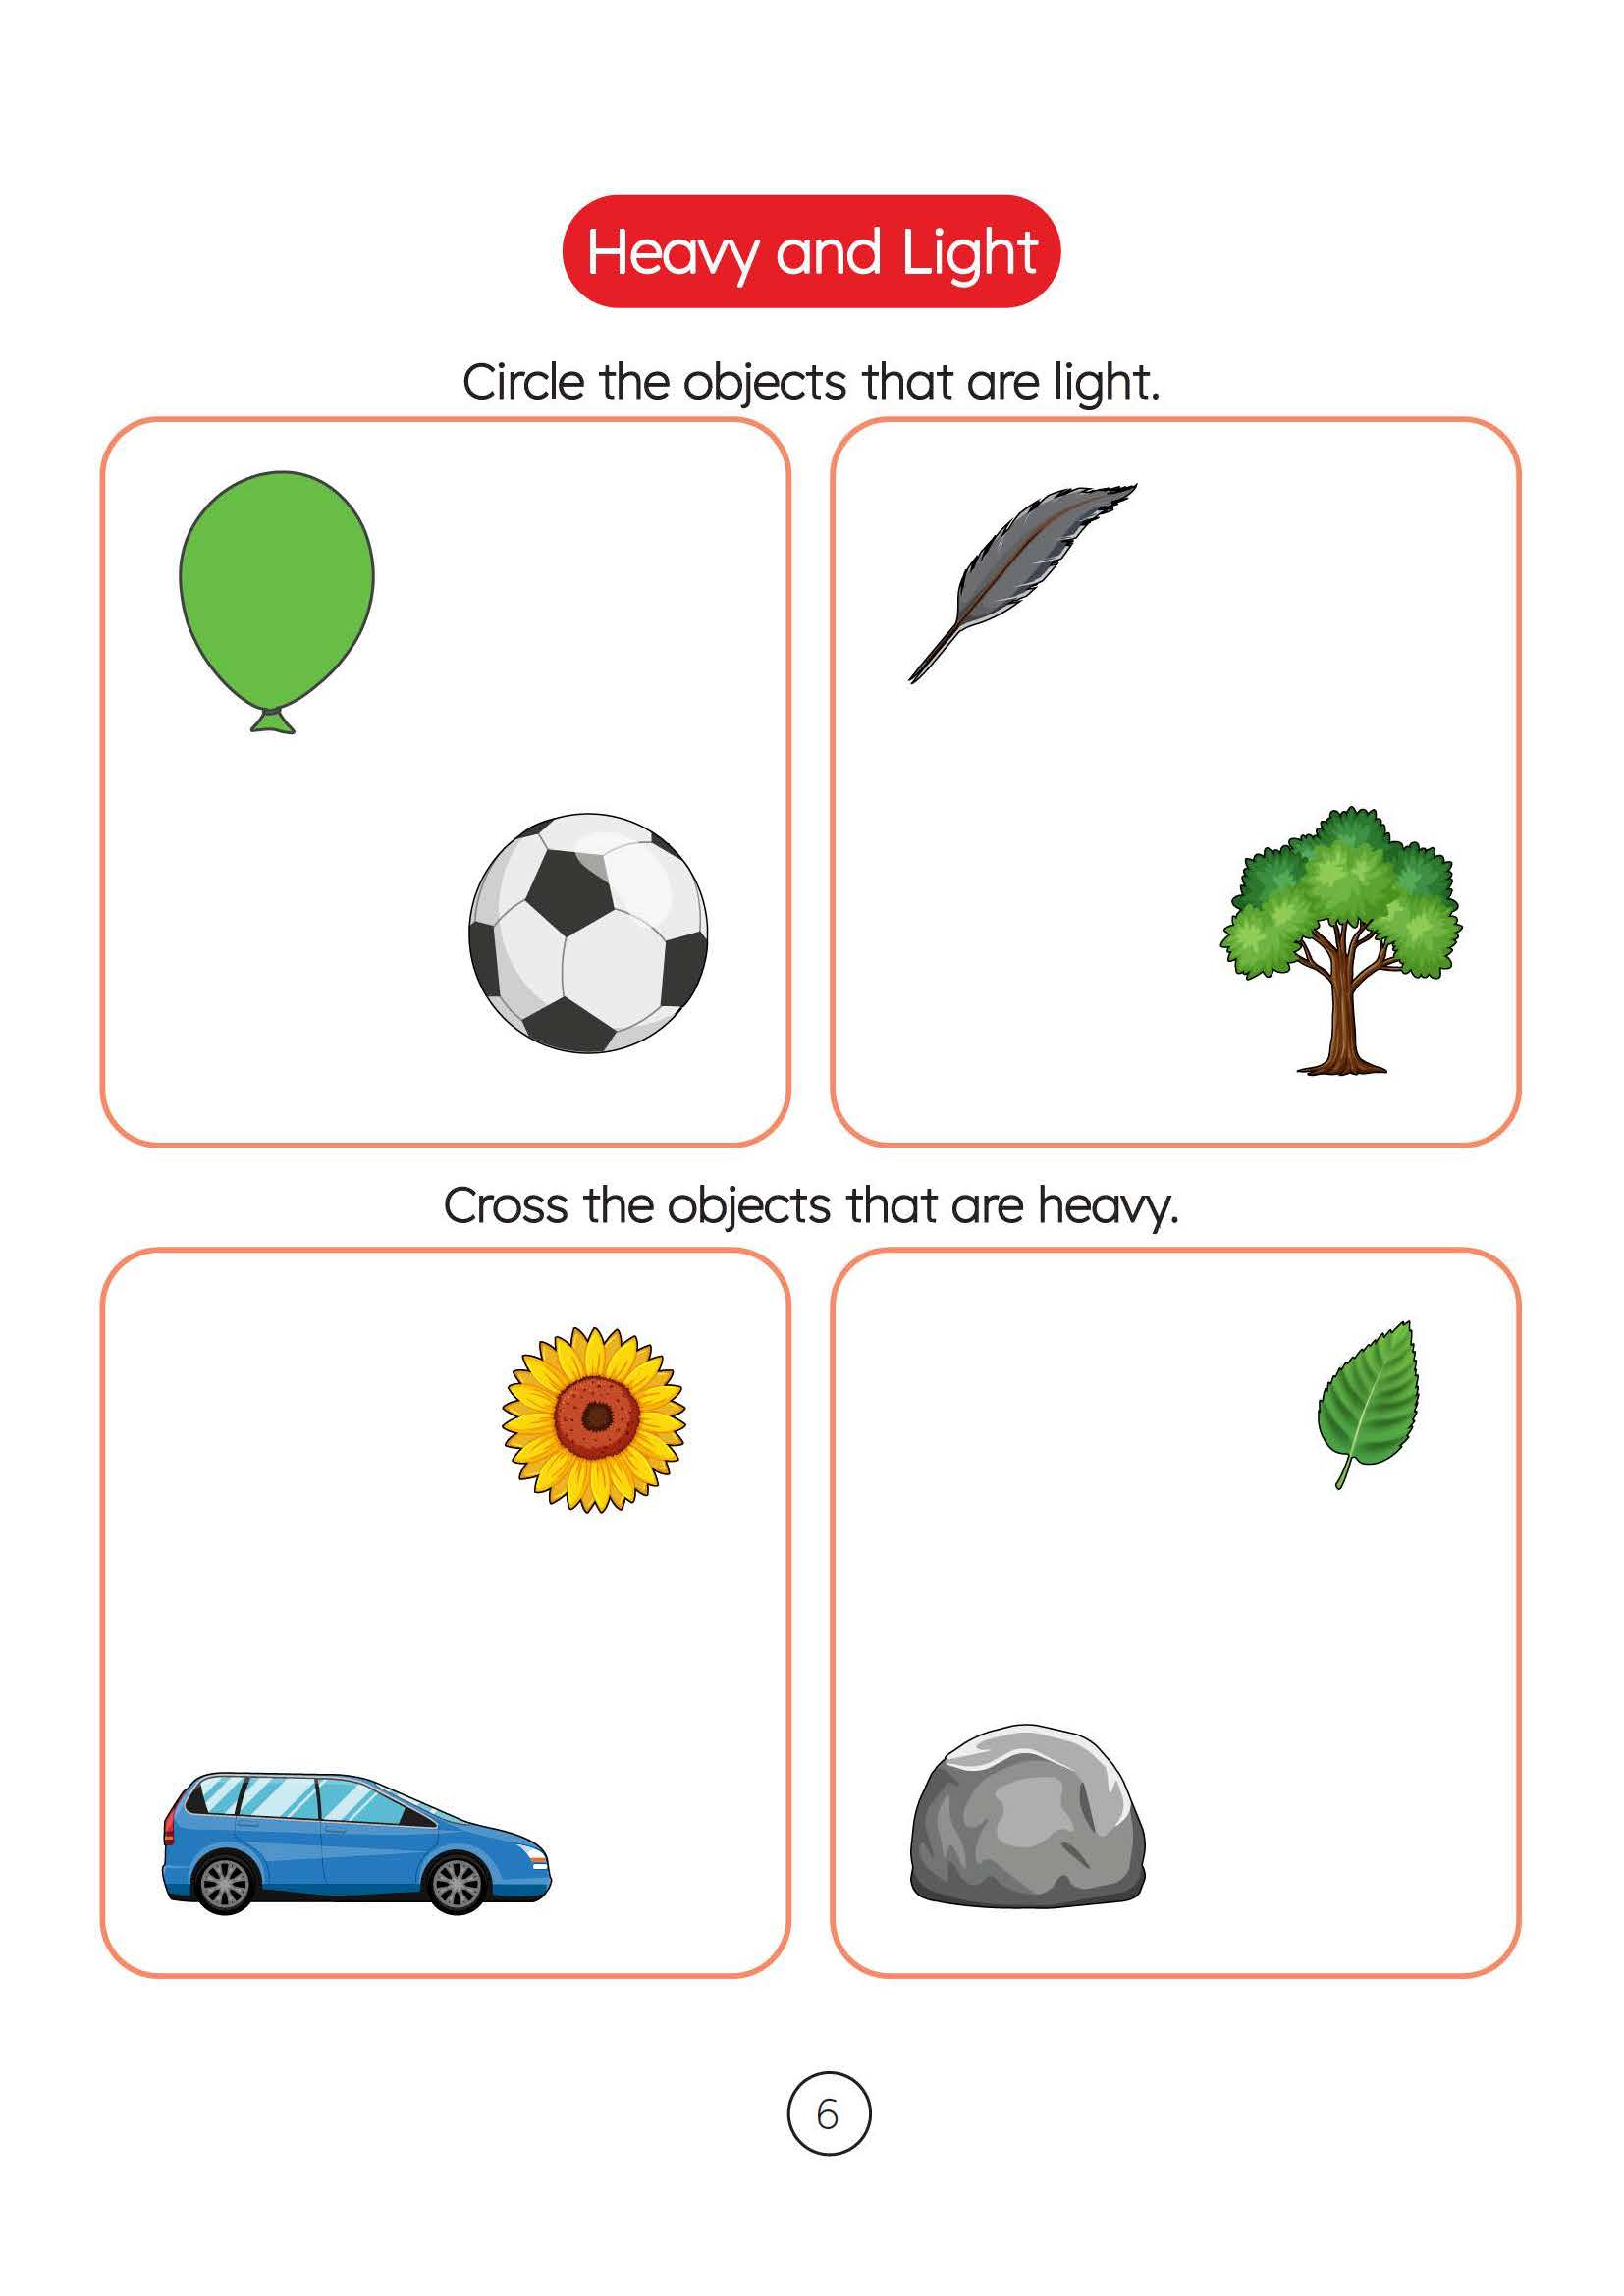 Heavy and Light
Circle the objects that are light.
Cross the objects that are heavy.
6